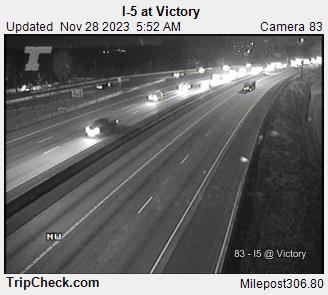 I-5 at Victory
Updated Nov 28 2023 5:52 AM Camera 83
NW
83 - I5 @ Victory
TripCheck.com Milepost306.80